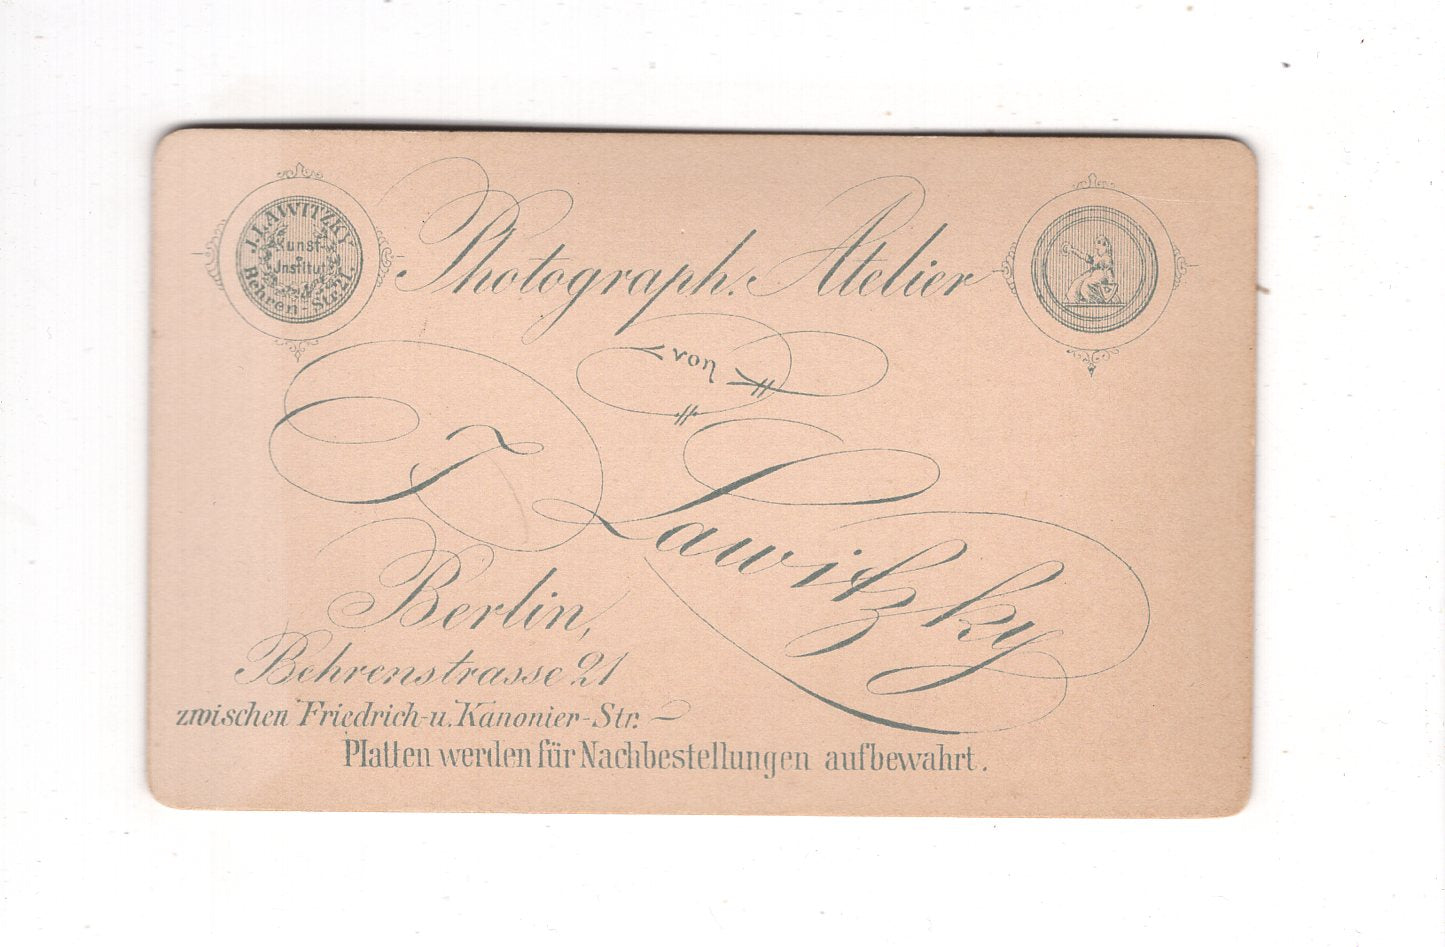 J. LAWITZKY
Kunst-
Institut
Behren-Str. 21.
Photograph. Atelier
von
J. Lawitzky
Berlin,
Behrenstrasse 21
zwischen Friedrich-u. Kanonier-Str.
Platten werden für Nachbestellungen aufbewahrt.